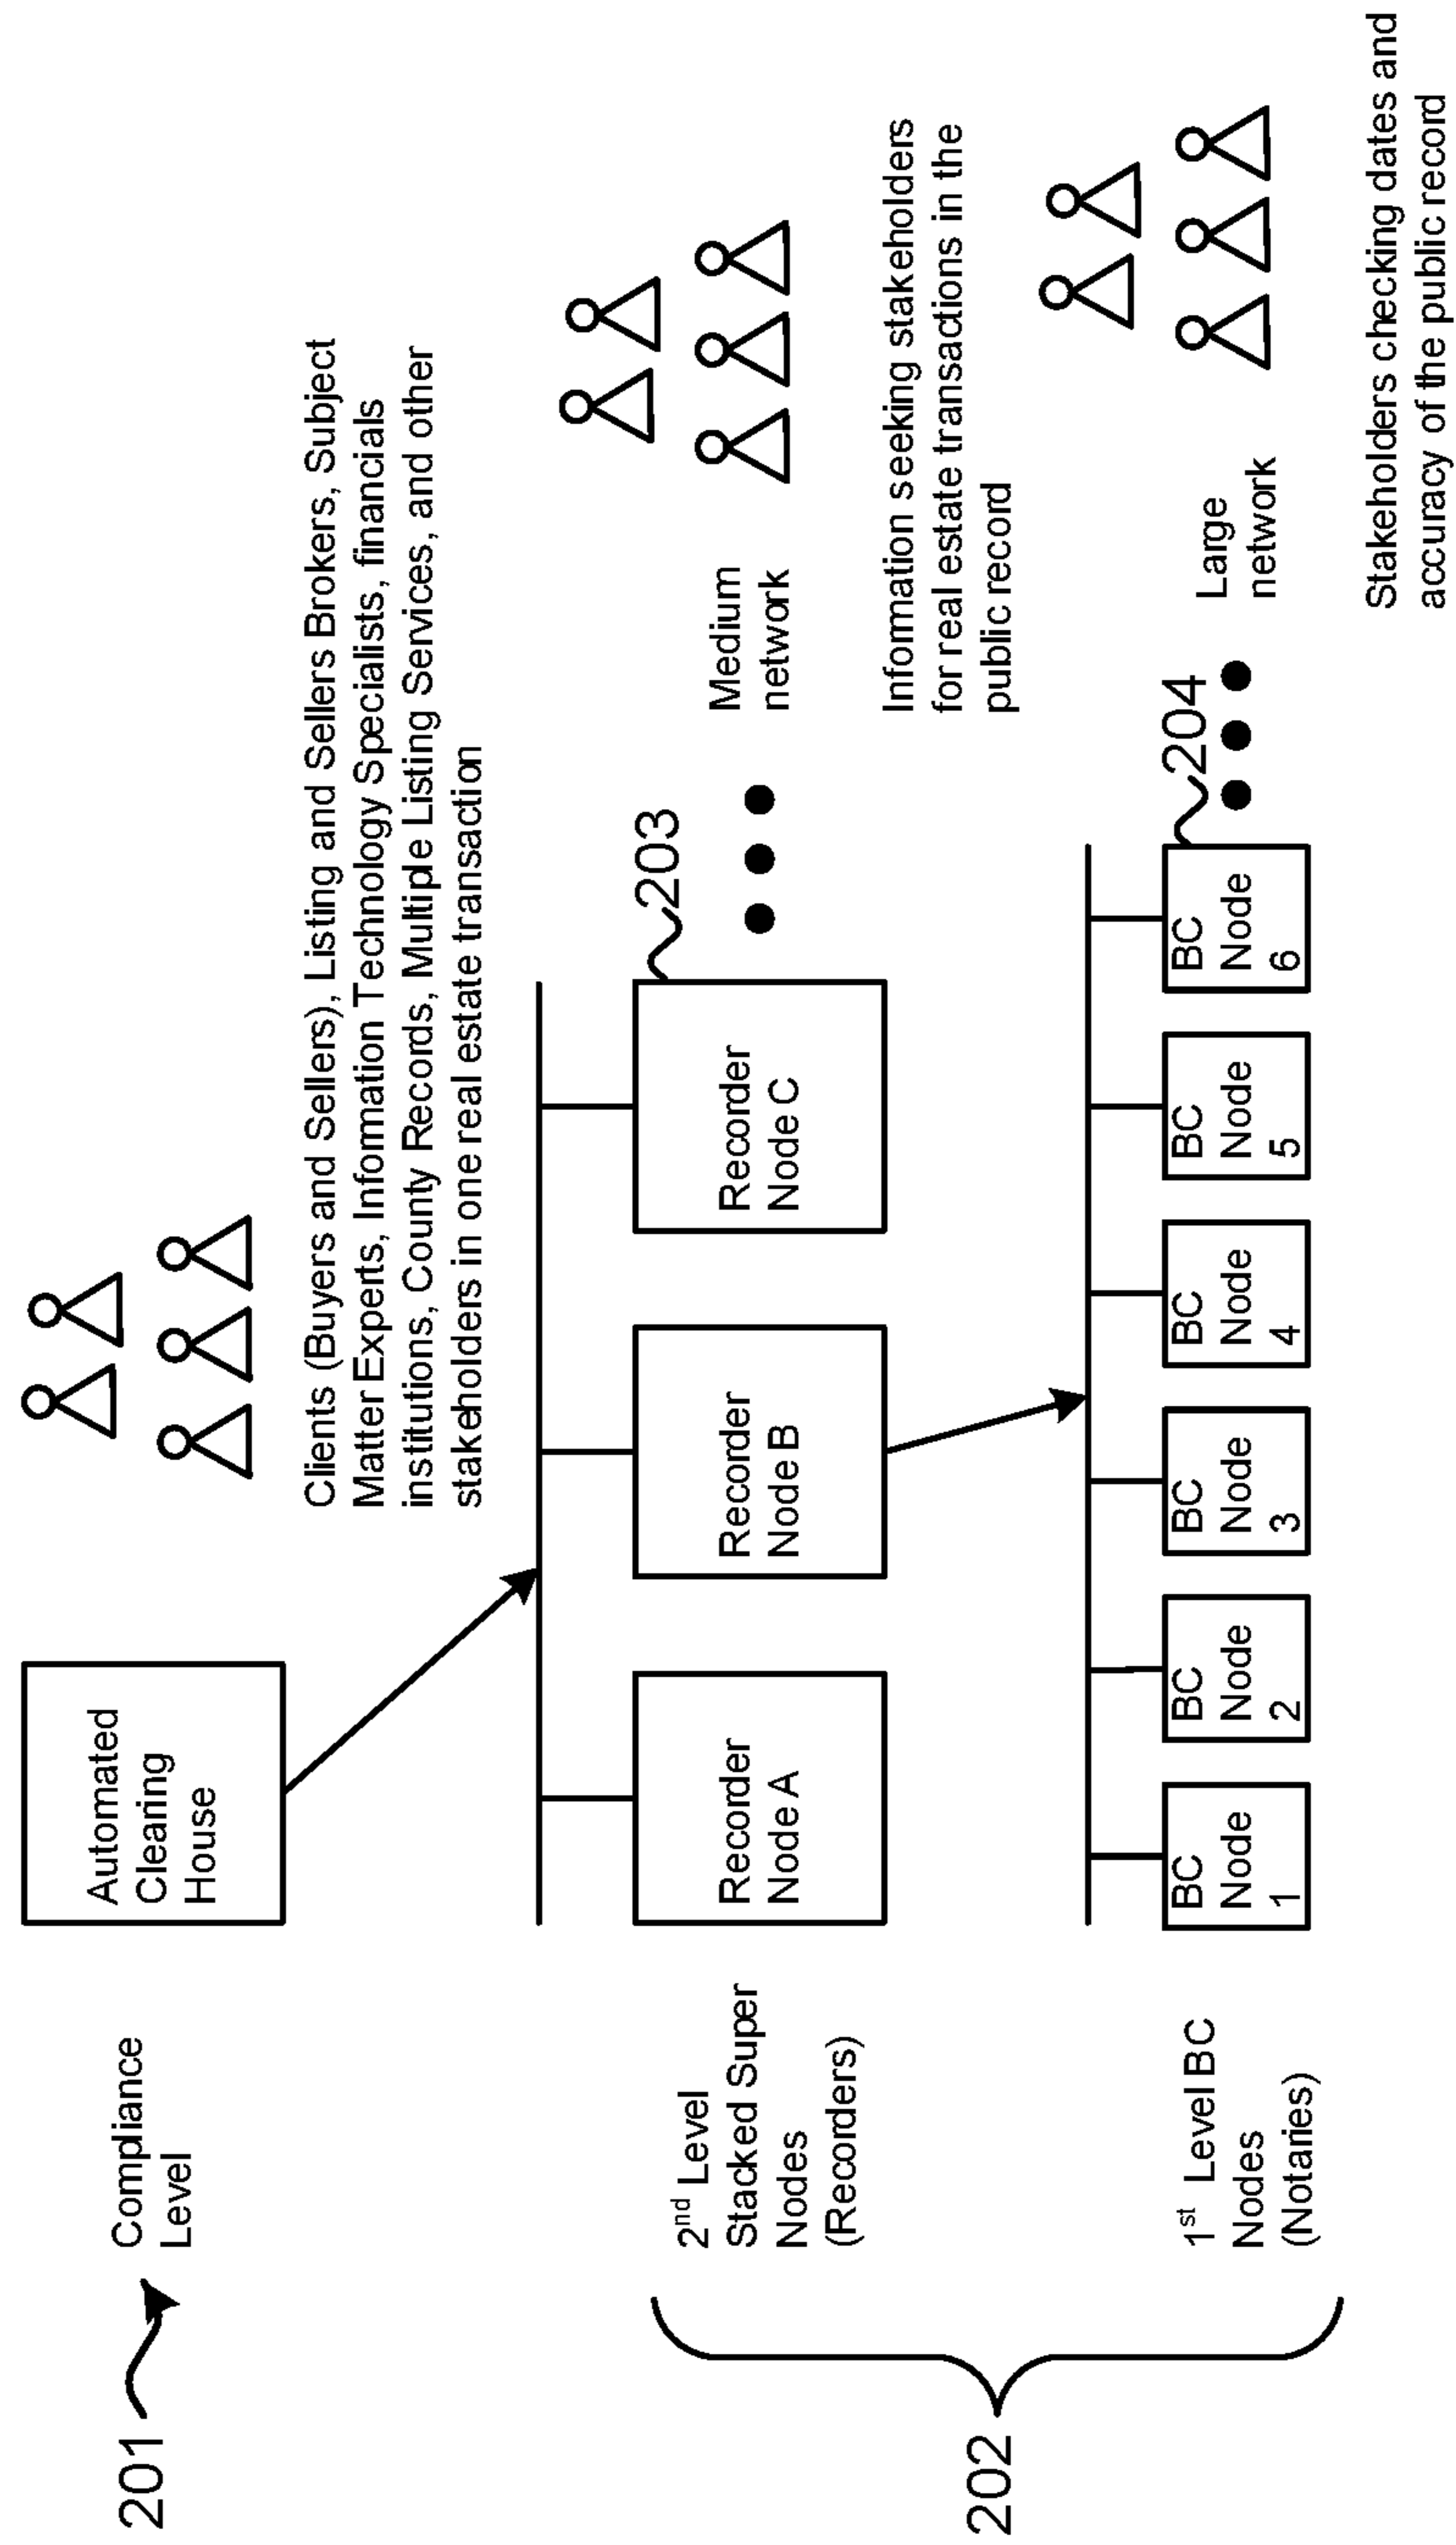 201
Compliance
Level
Automated
Clearing
House
Clients (Buyers and Sellers), Listing and Sellers Brokers, Subject
Matter Experts, Information Technology Specialists, financials
institutions, County Records, Multiple Listing Services, and other
stakeholders in one real estate transaction
202
2nd Level
Stacked Super
Nodes
(Recorders)
Recorder
Node A
Recorder
Node B
Recorder
Node C
203
Medium
network
Information seeking stakeholders
for real estate transactions in the
public record
1st Level BC
Nodes
(Notaries)
BC
Node
1
BC
Node
2
BC
Node
3
BC
Node
4
BC
Node
5
BC
Node
6
204
Large
network
Stakeholders checking dates and
accuracy of the public record